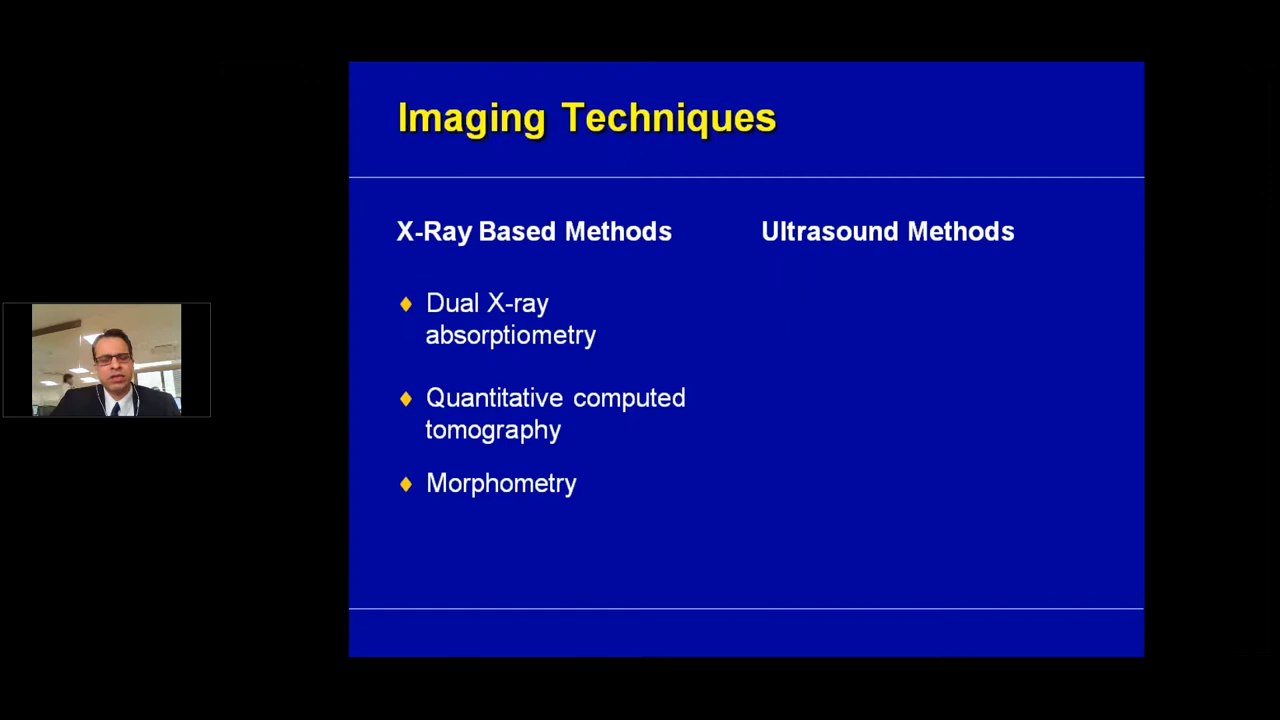 Imaging Techniques
X-Ray Based Methods
Dual X-ray
absorptiometry
Quantitative computed
tomography
Morphometry
Ultrasound Methods